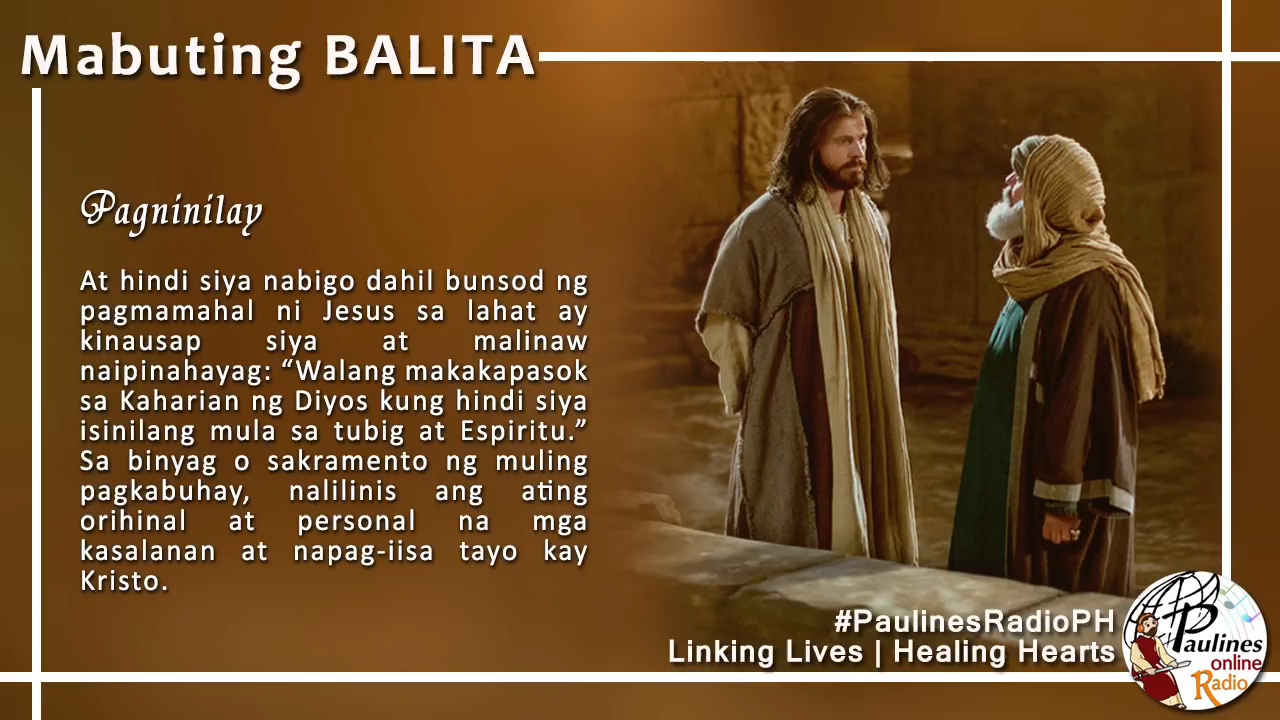 Mabuting BALITA
Pagninilay
At hindi siya nabigo dahil bunsod ng
pagmamahal ni Jesus sa lahat ay
kinausap siya at malinaw
naipinahayag: “Walang makakapasok
sa Kaharian ng Diyos kung hindi siya
isinilang mula sa tubig at Espiritu.”
Sa binyag o sakramento ng muling
pagkabuhay, nalilinis ang ating
orihinal at personal na mga
kasalanan at napag-iisa tayo kay
Kristo.
#PaulinesRadioPH
Linking Lives | Healing Hearts
Paulines
online
Radio